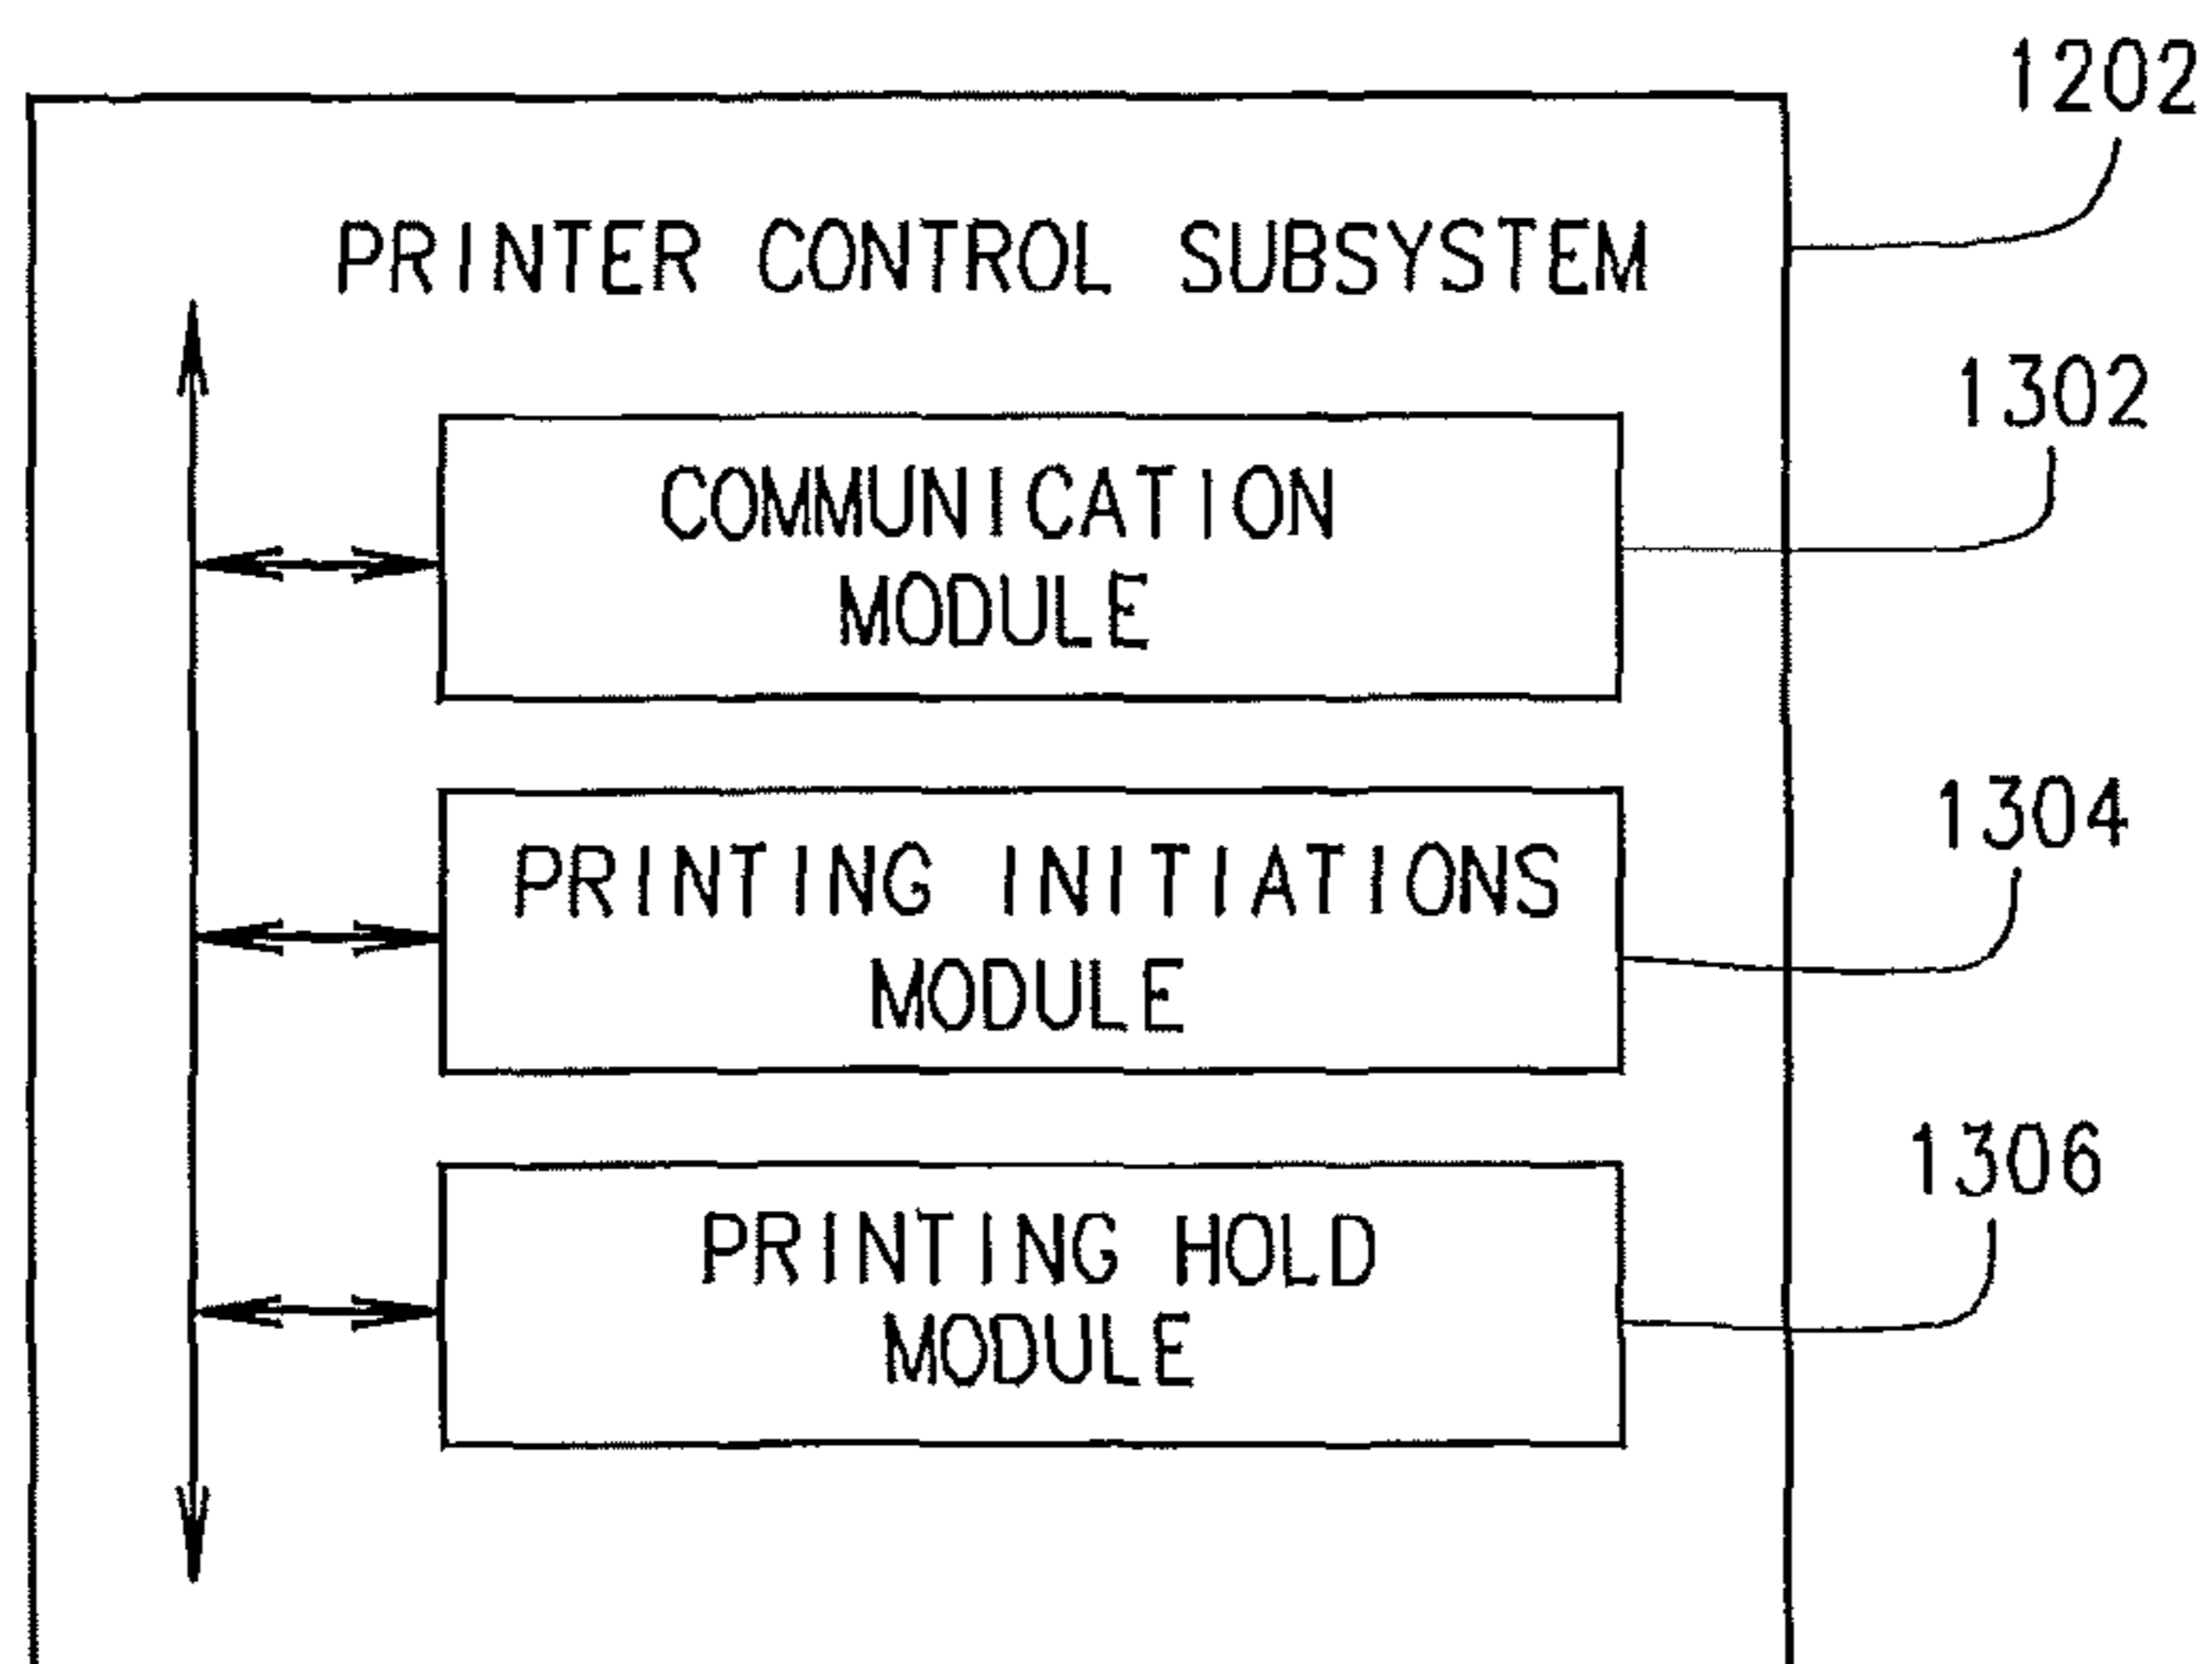 1202
PRINTER CONTROL SUBSYSTEM
1302
COMMUNICATION
MODULE
1304
PRINTING INITIATIONS
MODULE
1306
PRINTING HOLD
MODULE